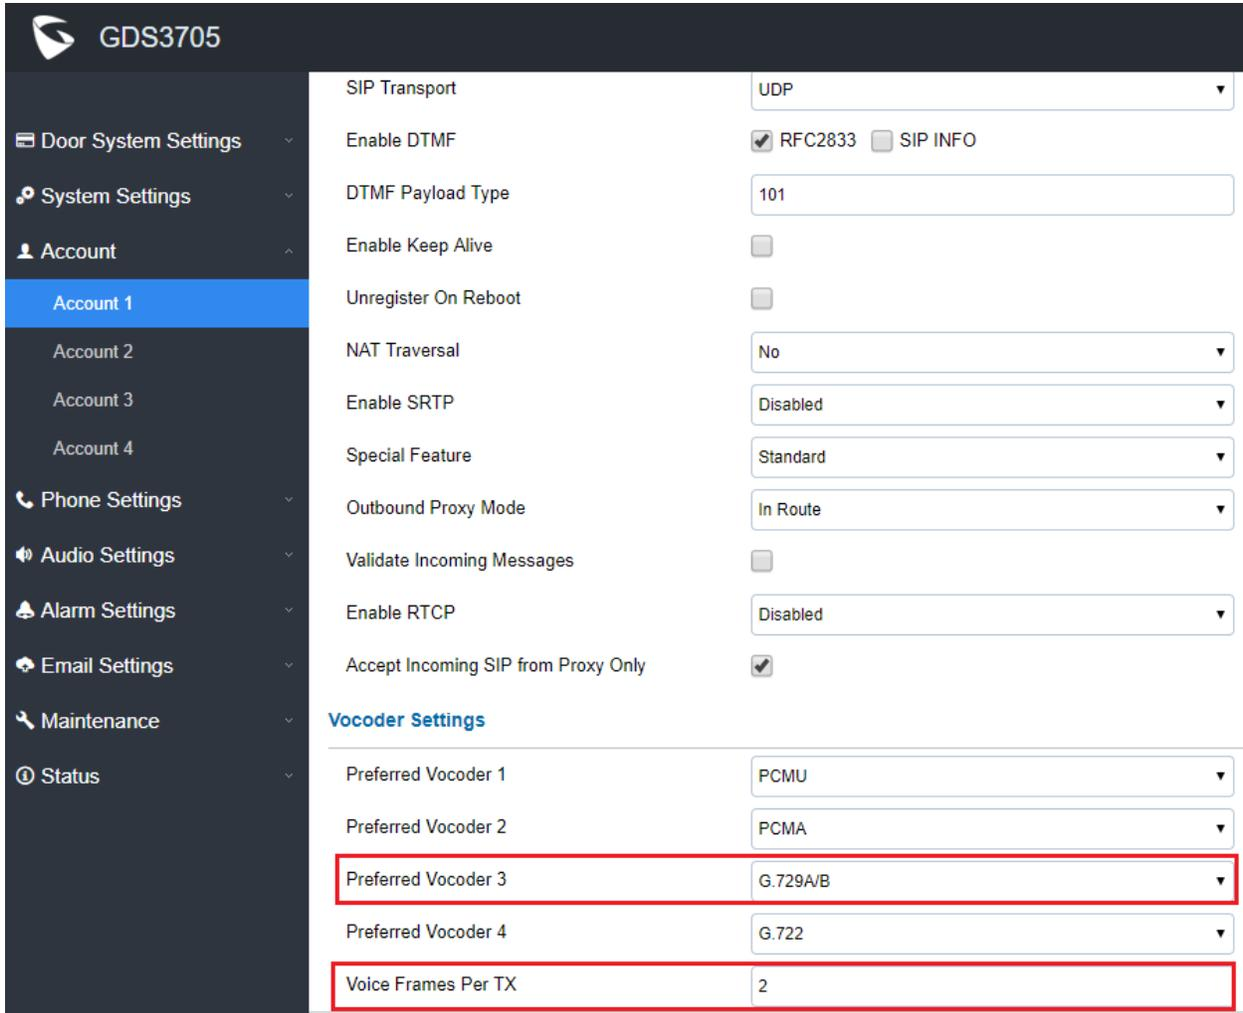 GDS3705
SIP Transport UDP
Door System Settings
Enable DTMF RFC2833 SIP INFO
System Settings
DTMF Payload Type 101
Account
Enable Keep Alive
Account 1
Unregister On Reboot
Account 2
NAT Traversal No
Account 3
Enable SRTP Disabled
Account 4
Special Feature Standard
Phone Settings
Outbound Proxy Mode In Route
Audio Settings
Validate Incoming Messages
Alarm Settings
Enable RTCP Disabled
Email Settings
Accept Incoming SIP from Proxy Only
Maintenance
Vocoder Settings
Status
Preferred Vocoder 1 PCMU
Preferred Vocoder 2 PCMA
Preferred Vocoder 3 G.729A/B
Preferred Vocoder 4 G.722
Voice Frames Per TX 2